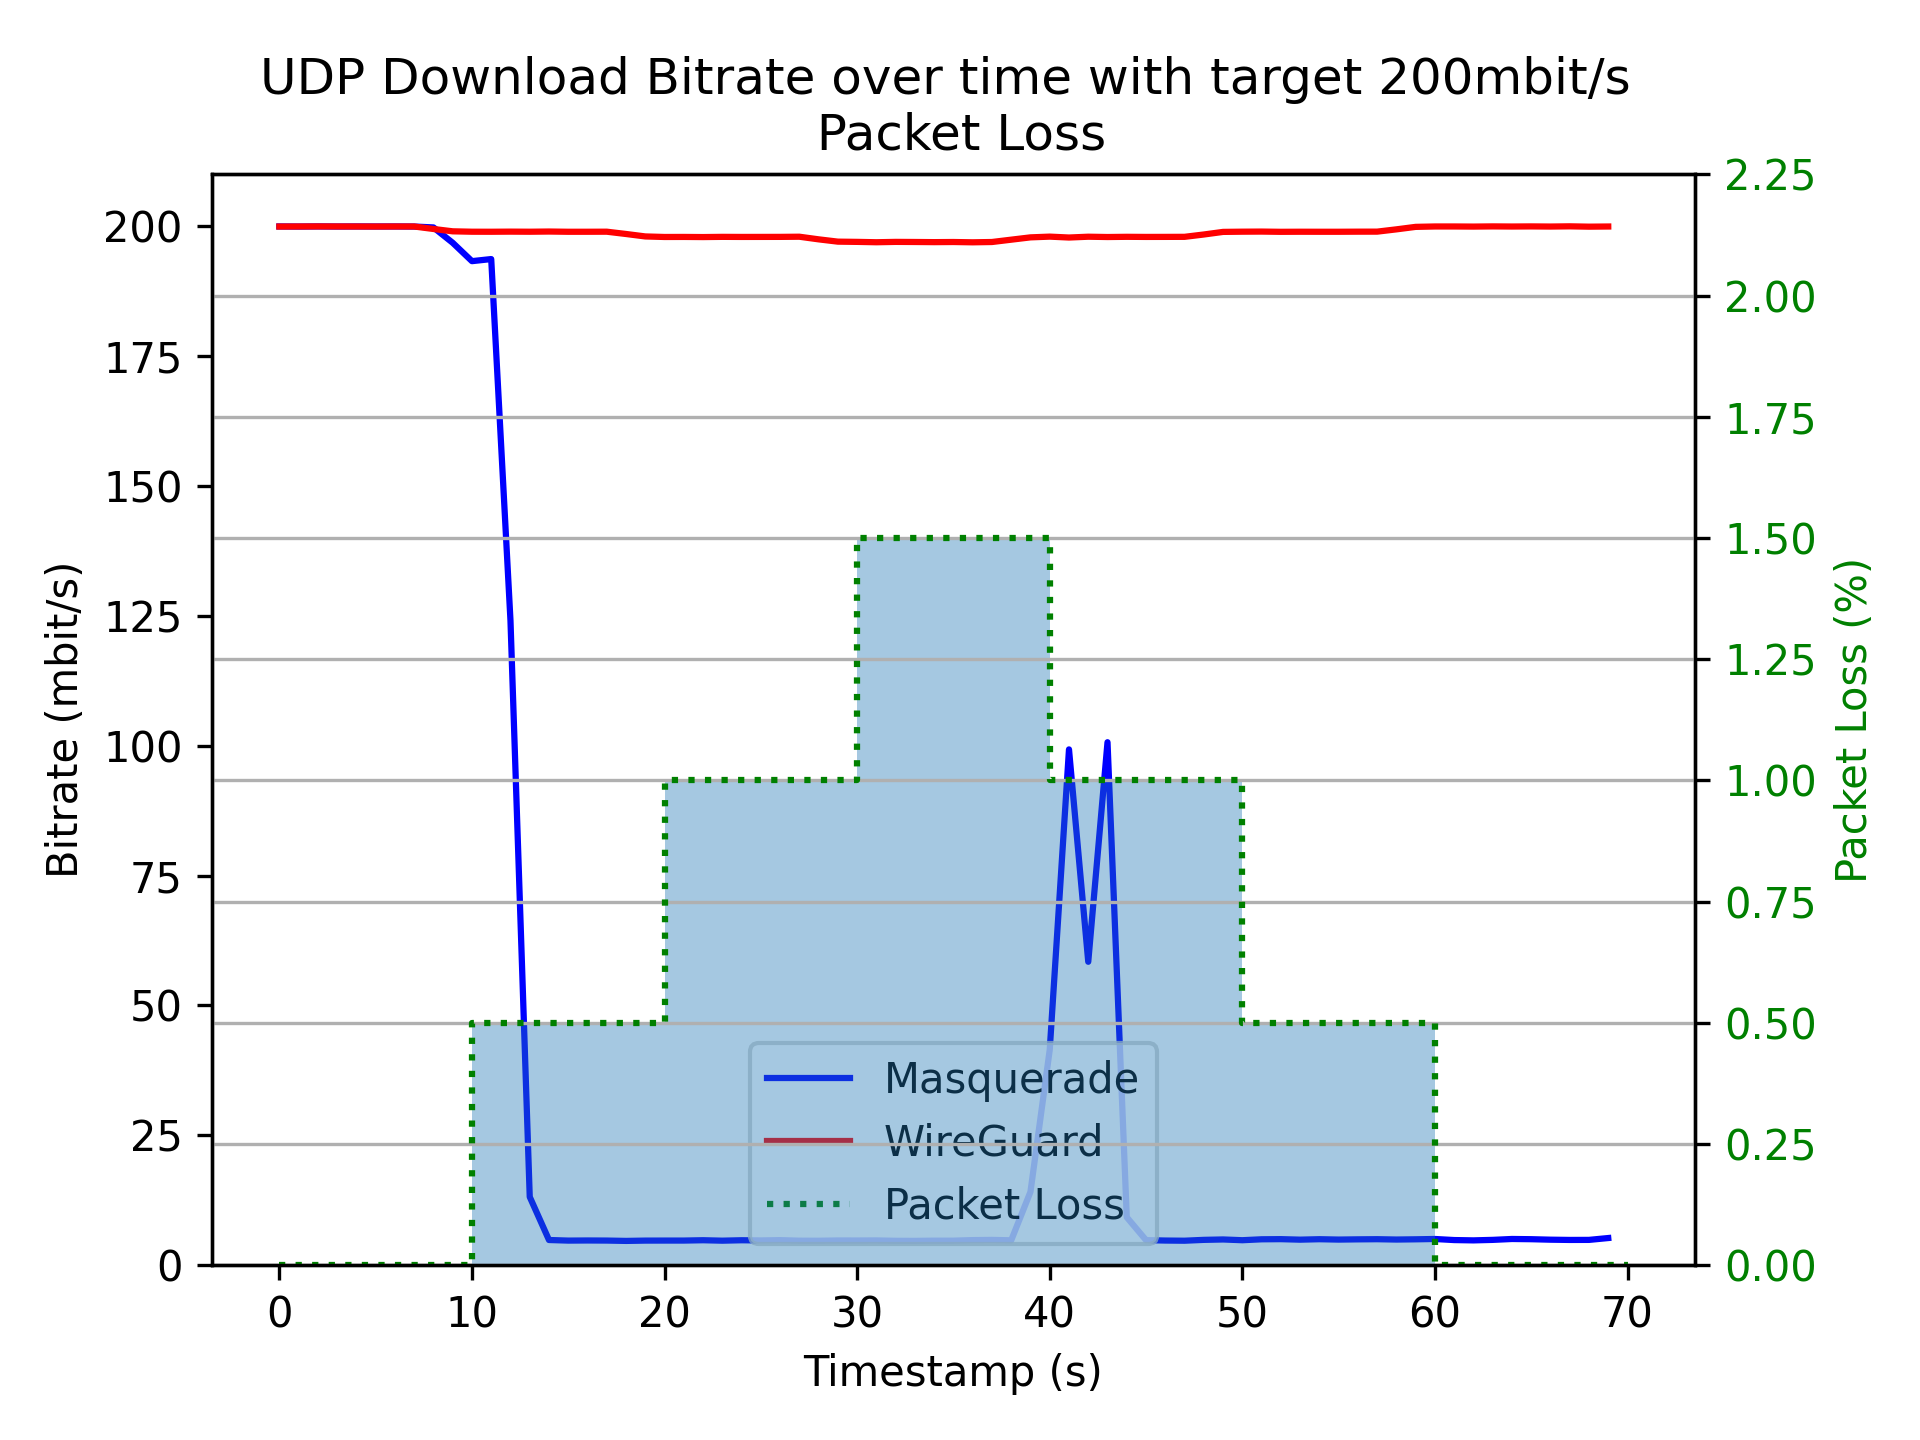 UDP Download Bitrate over time with target 200mbit/s
Packet Loss
Bitrate (mbit/s)
200
175
150
125
100
75
50
25
0
2.25
2.00
1.75
1.50
1.25
1.00
0.75
0.50
0.25
0.00
Packet Loss (%)
Masquerade
WireGuard
Packet Loss
0 10 20 30 40 50 60 70
Timestamp (s)